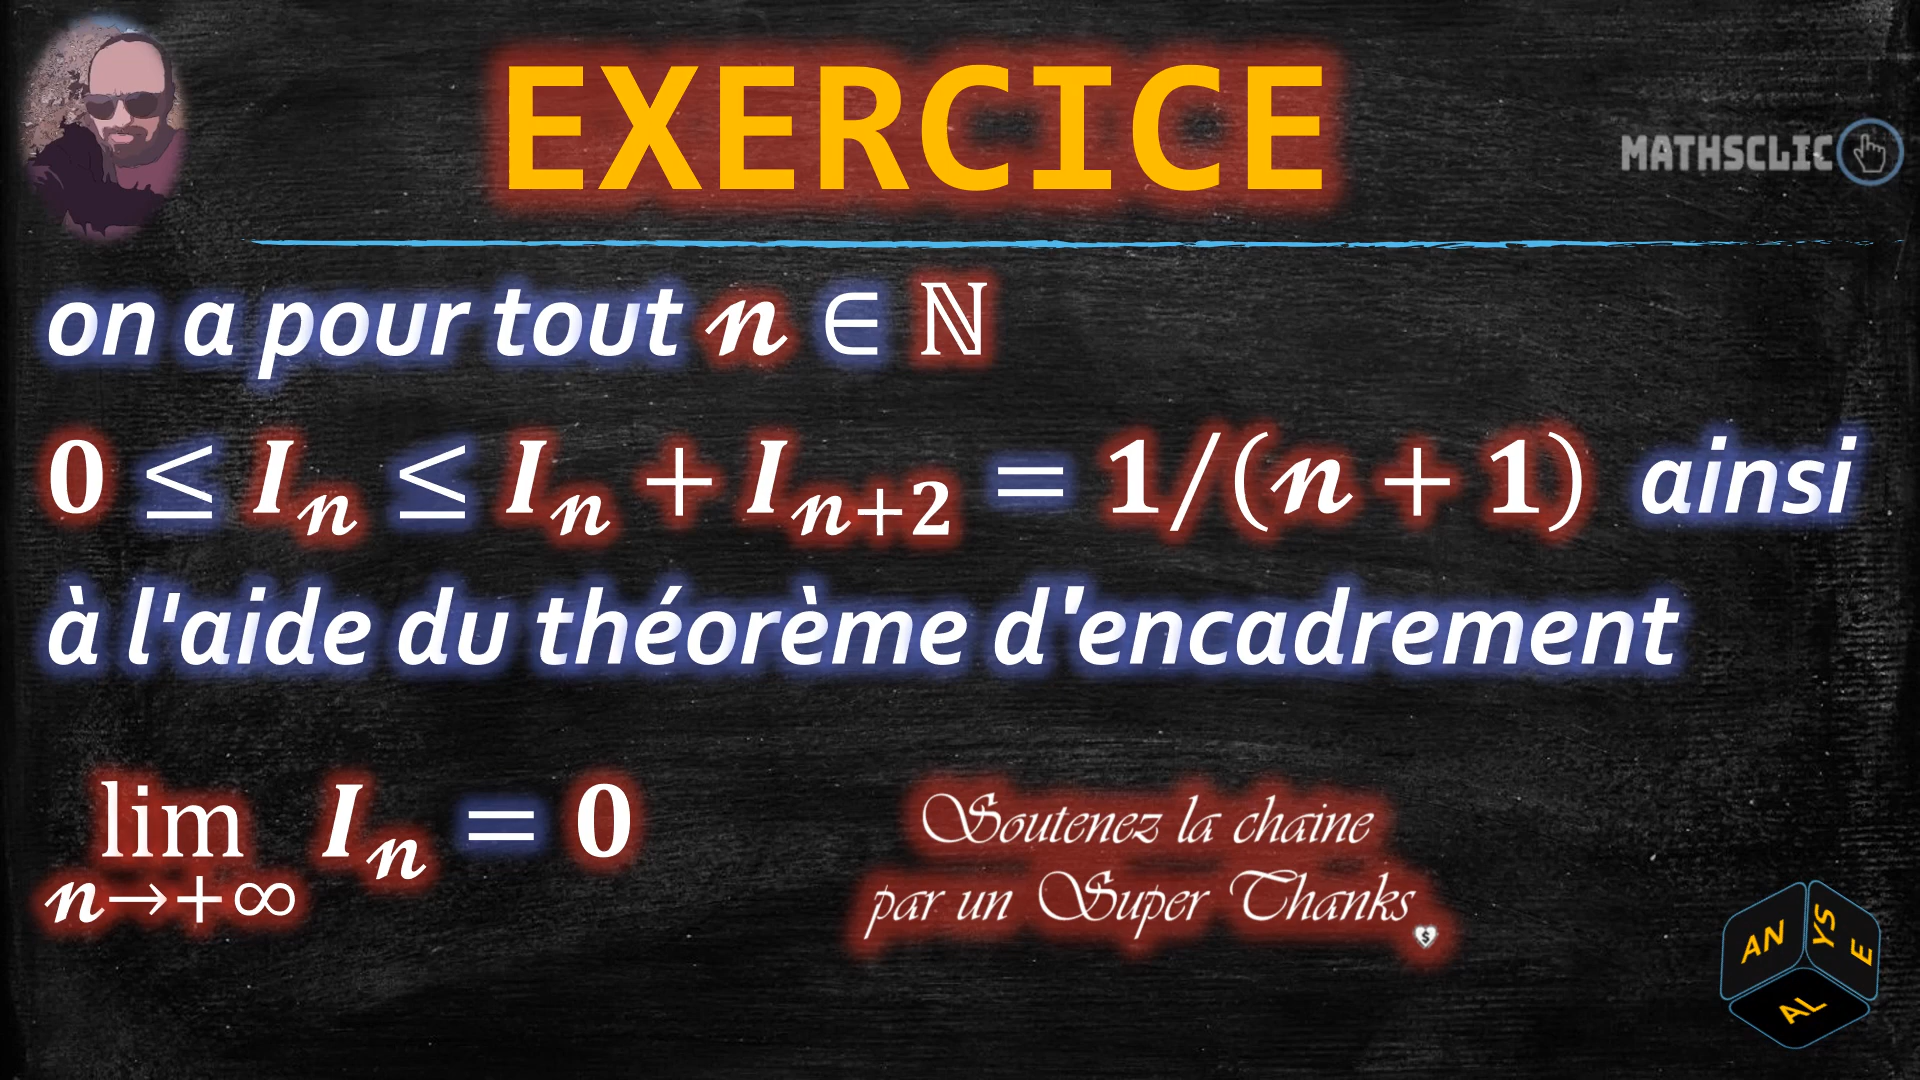 EXERCICE
MATHSCLIC
on a pour tout n ∈ ℕ
0 ≤ Iₙ ≤ Iₙ + Iₙ₊₂ = 1/(n + 1) ainsi
à l'aide du théorème d'encadrement
lim Iₙ = 0
n→+∞
Soutenez la chaine
par un Super Thanks
$
AN
AL
YS
E